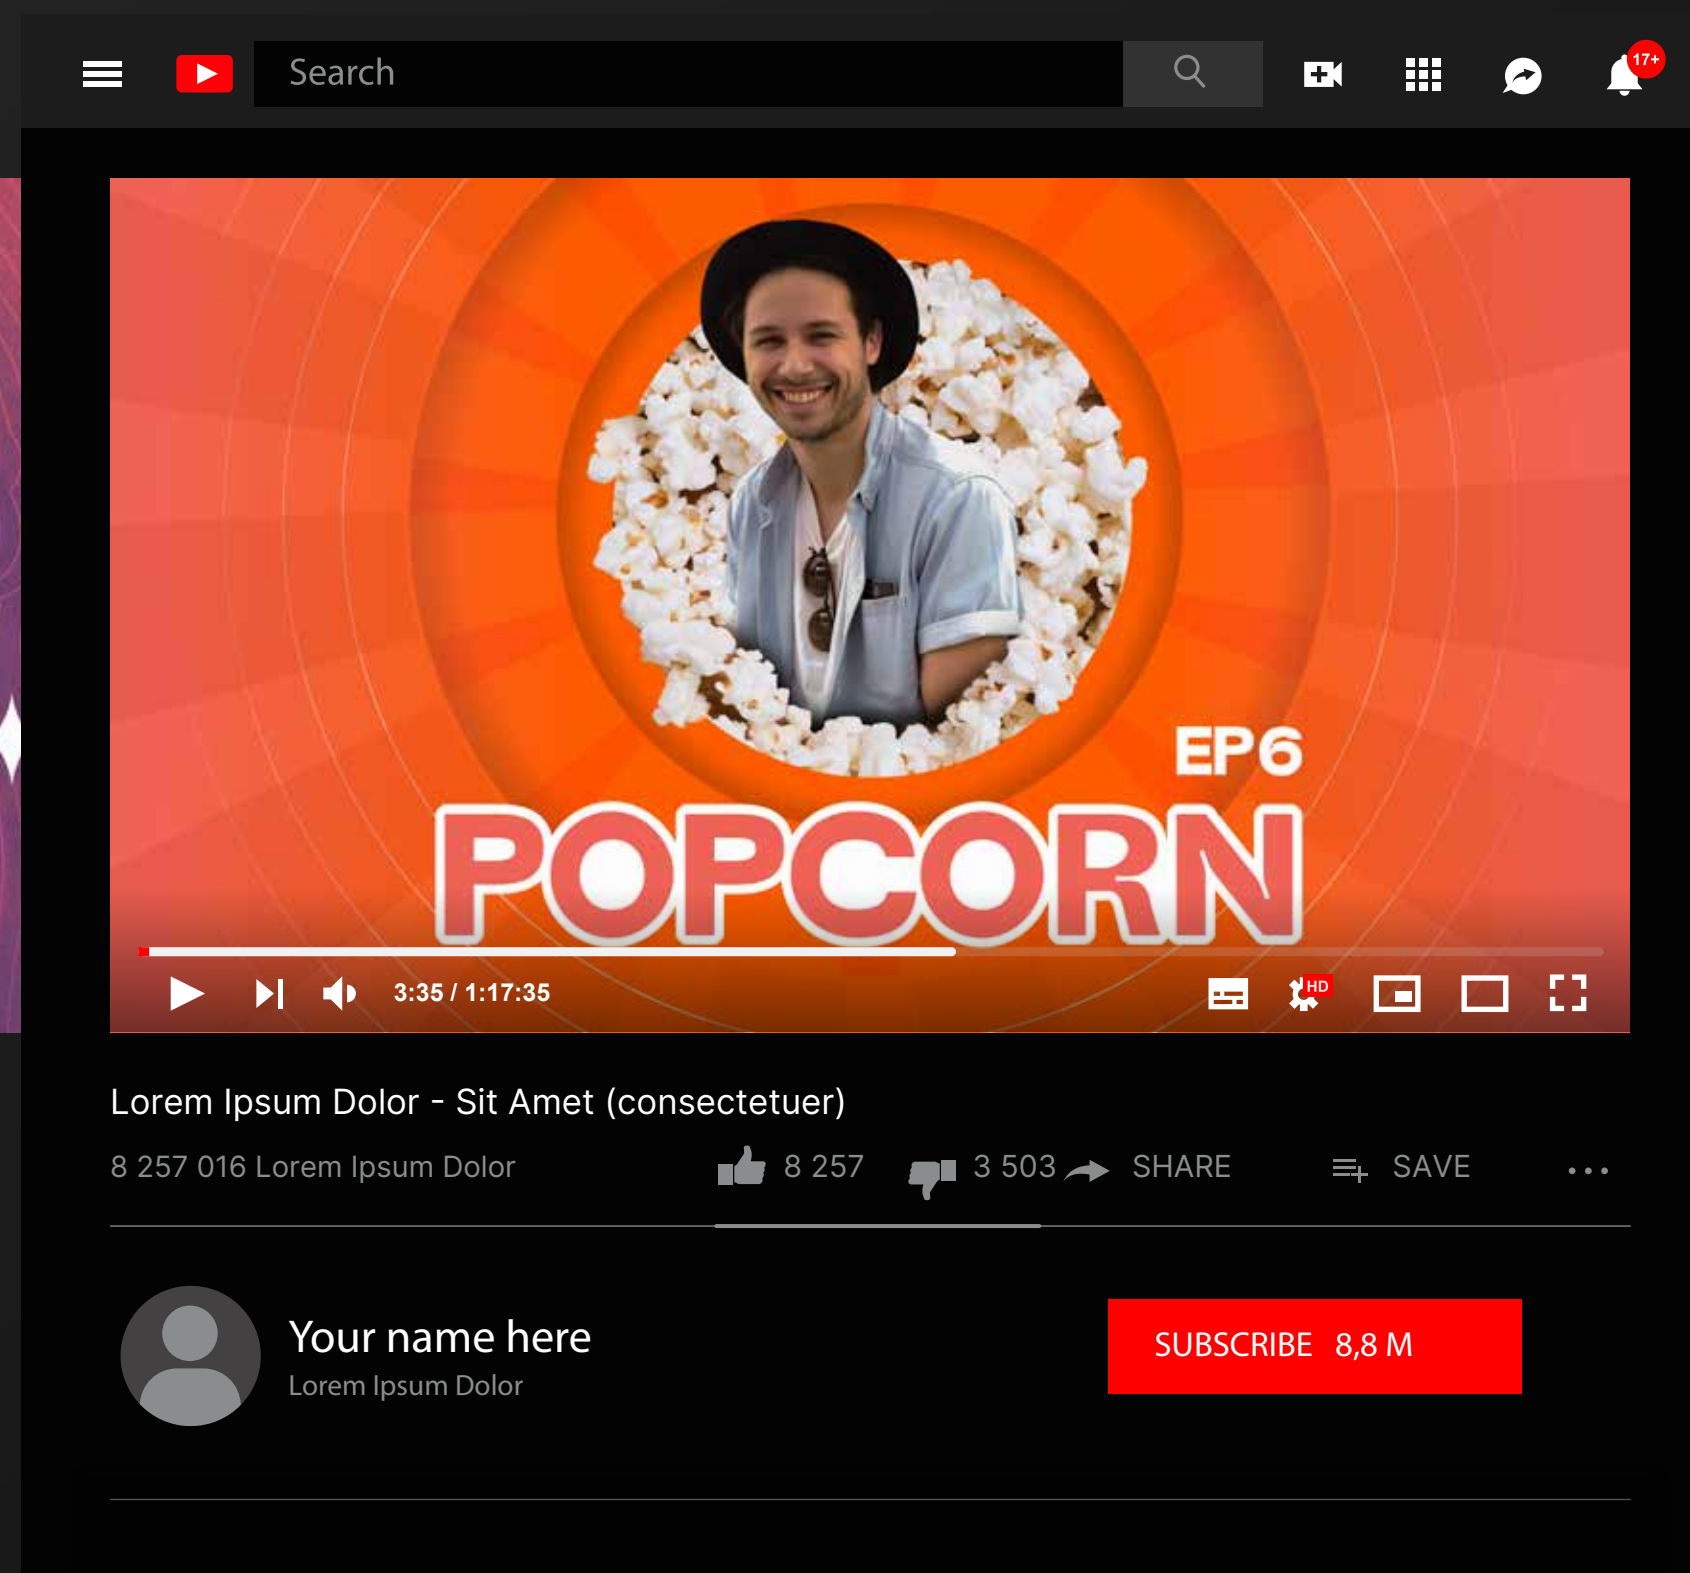 Search
17+
EP6
POPCORN
3:35 / 1:17:35
HD
Lorem Ipsum Dolor - Sit Amet (consectetuer)
8 257 016 Lorem Ipsum Dolor 8 257 3 503 SHARE SAVE
Your name here
Lorem Ipsum Dolor
SUBSCRIBE 8,8 M